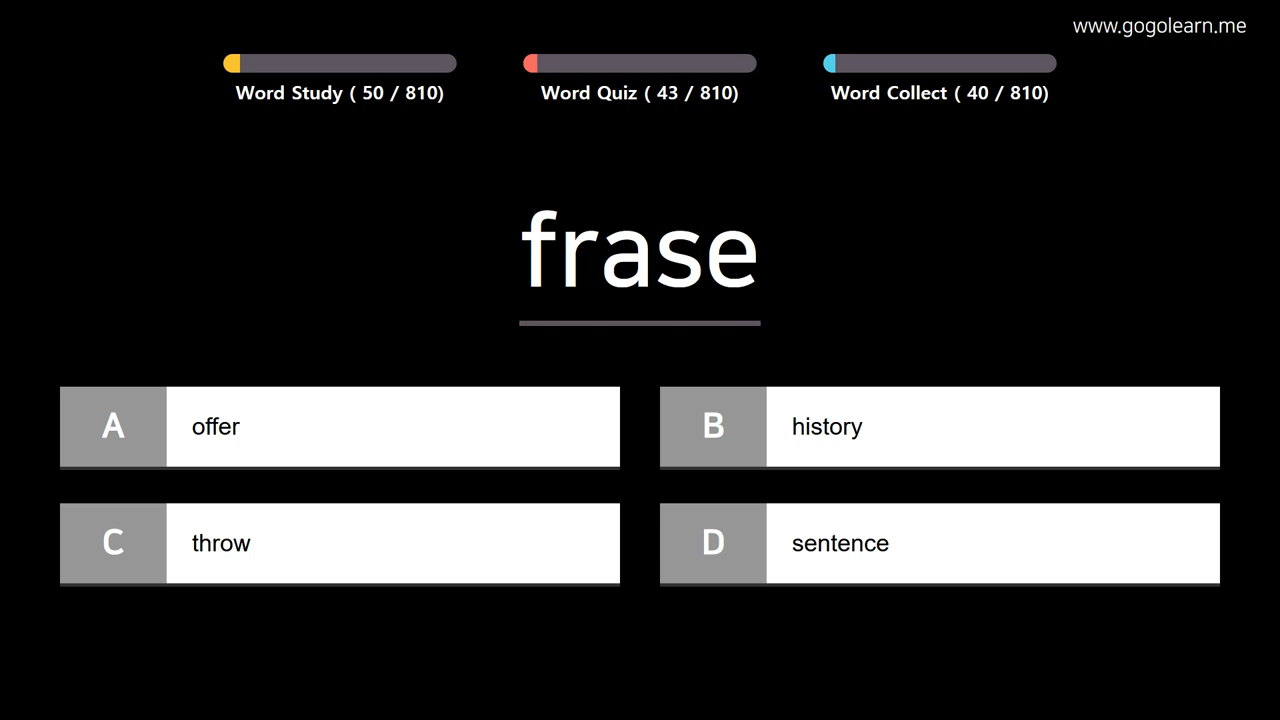 www.gogolearn.me
Word Study ( 50 / 810)
Word Quiz ( 43 / 810)
Word Collect ( 40 / 810)
frase
A offer
B history
C throw
D sentence